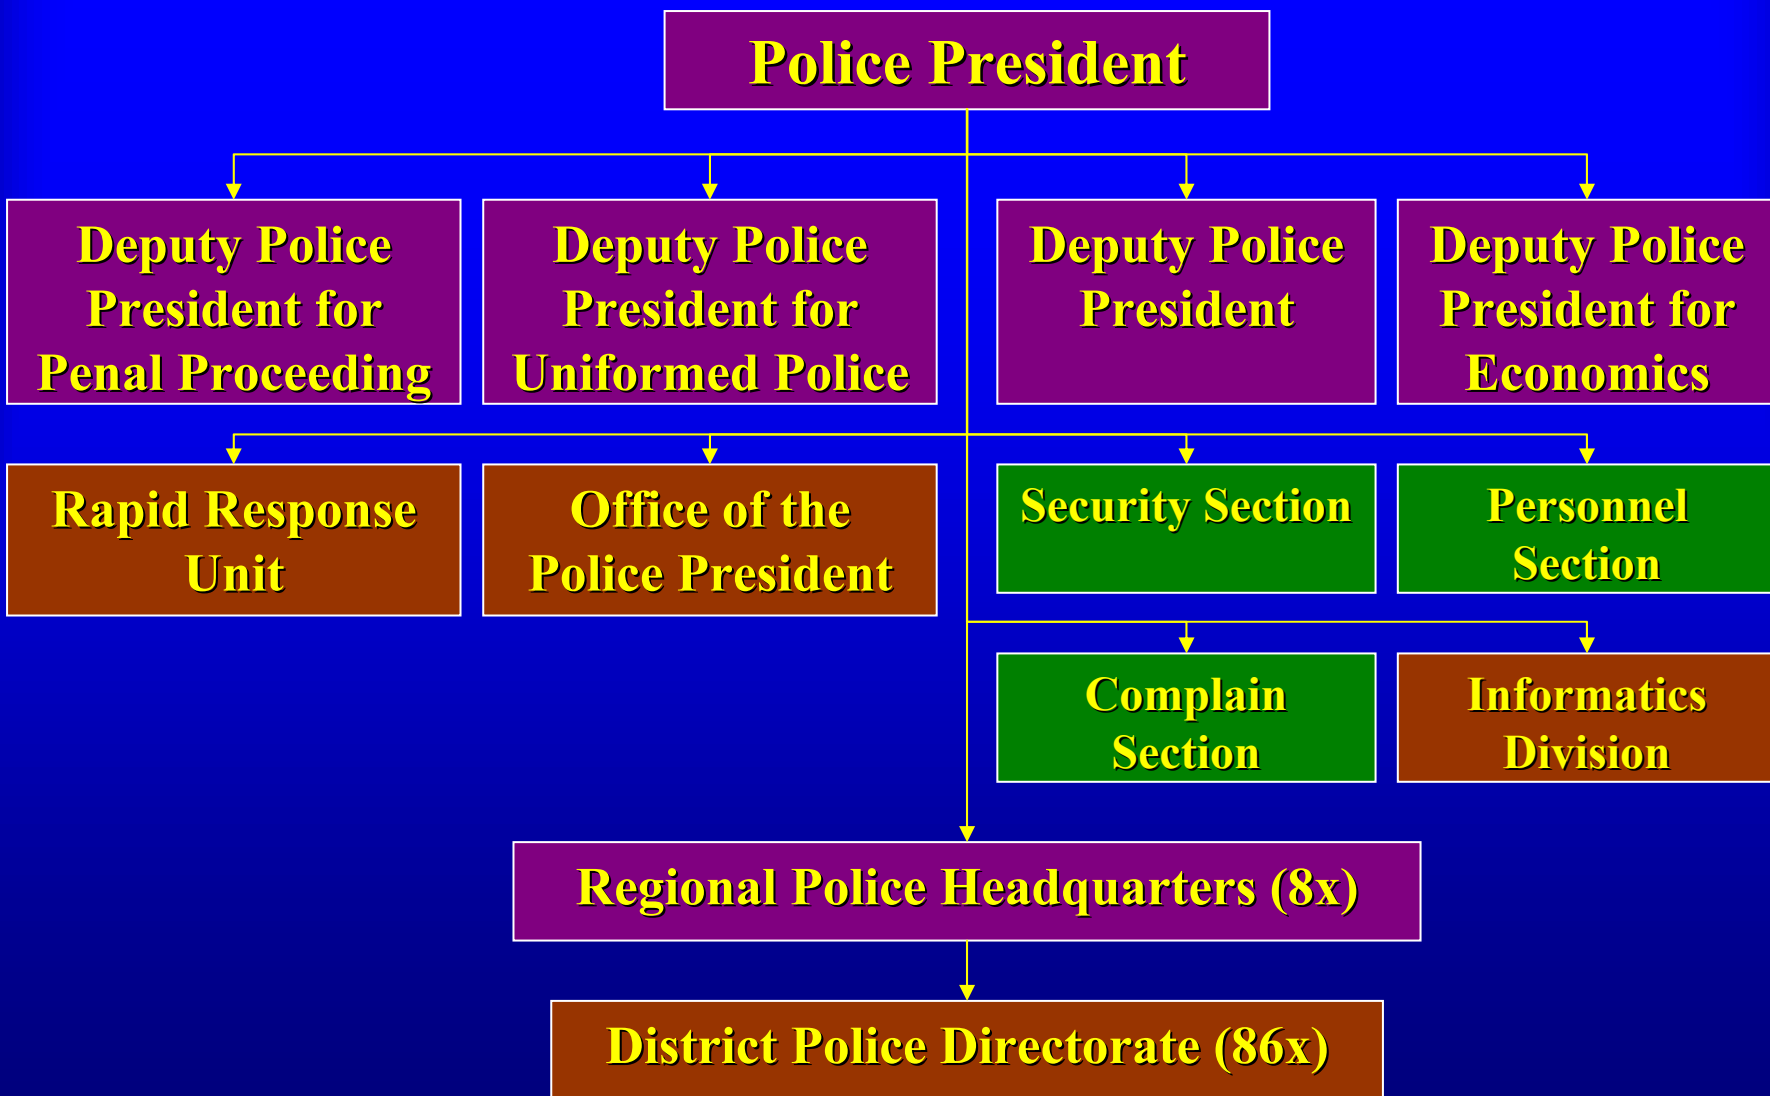 Police President
Deputy Police
President for
Penal Proceeding
Deputy Police
President for
Uniformed Police
Deputy Police
President
Deputy Police
President for
Economics
Rapid Response
Unit
Office of the
Police President
Security Section
Personnel
Section
Complain
Section
Informatics
Division
Regional Police Headquarters (8x)
District Police Directorate (86x)